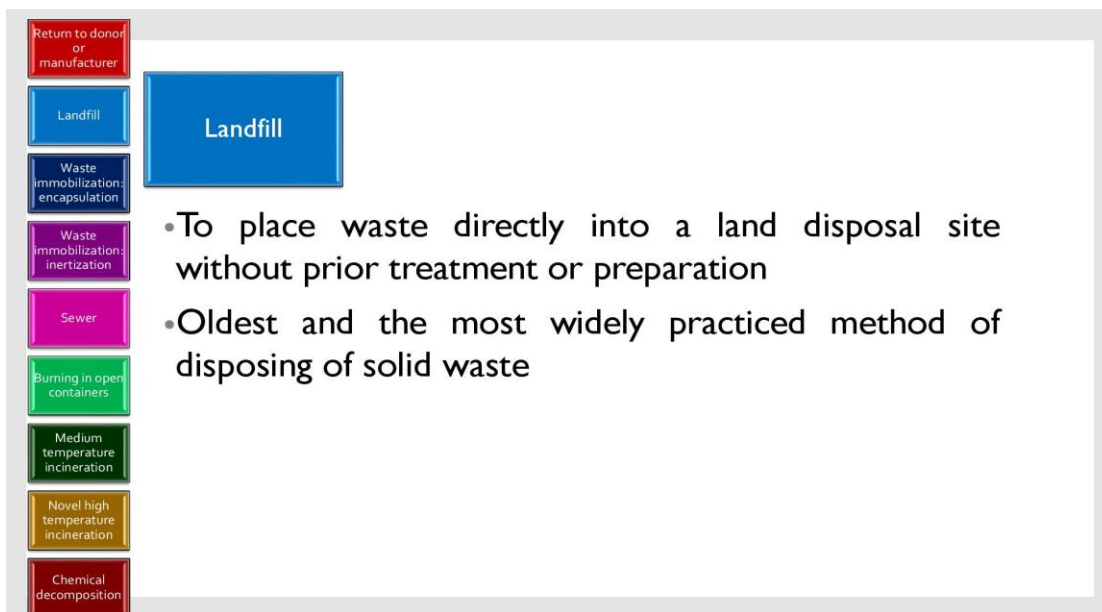 Return to donor
or
manufacturer
Landfill
Waste
immobilization:
encapsulation
Waste
immobilization:
inertization
Sewer
Burning in open
containers
Medium
temperature
incineration
Novel high
temperature
incineration
Chemical
decomposition
Landfill
•To place waste directly into a land disposal site
without prior treatment or preparation
•Oldest and the most widely practiced method of
disposing of solid waste